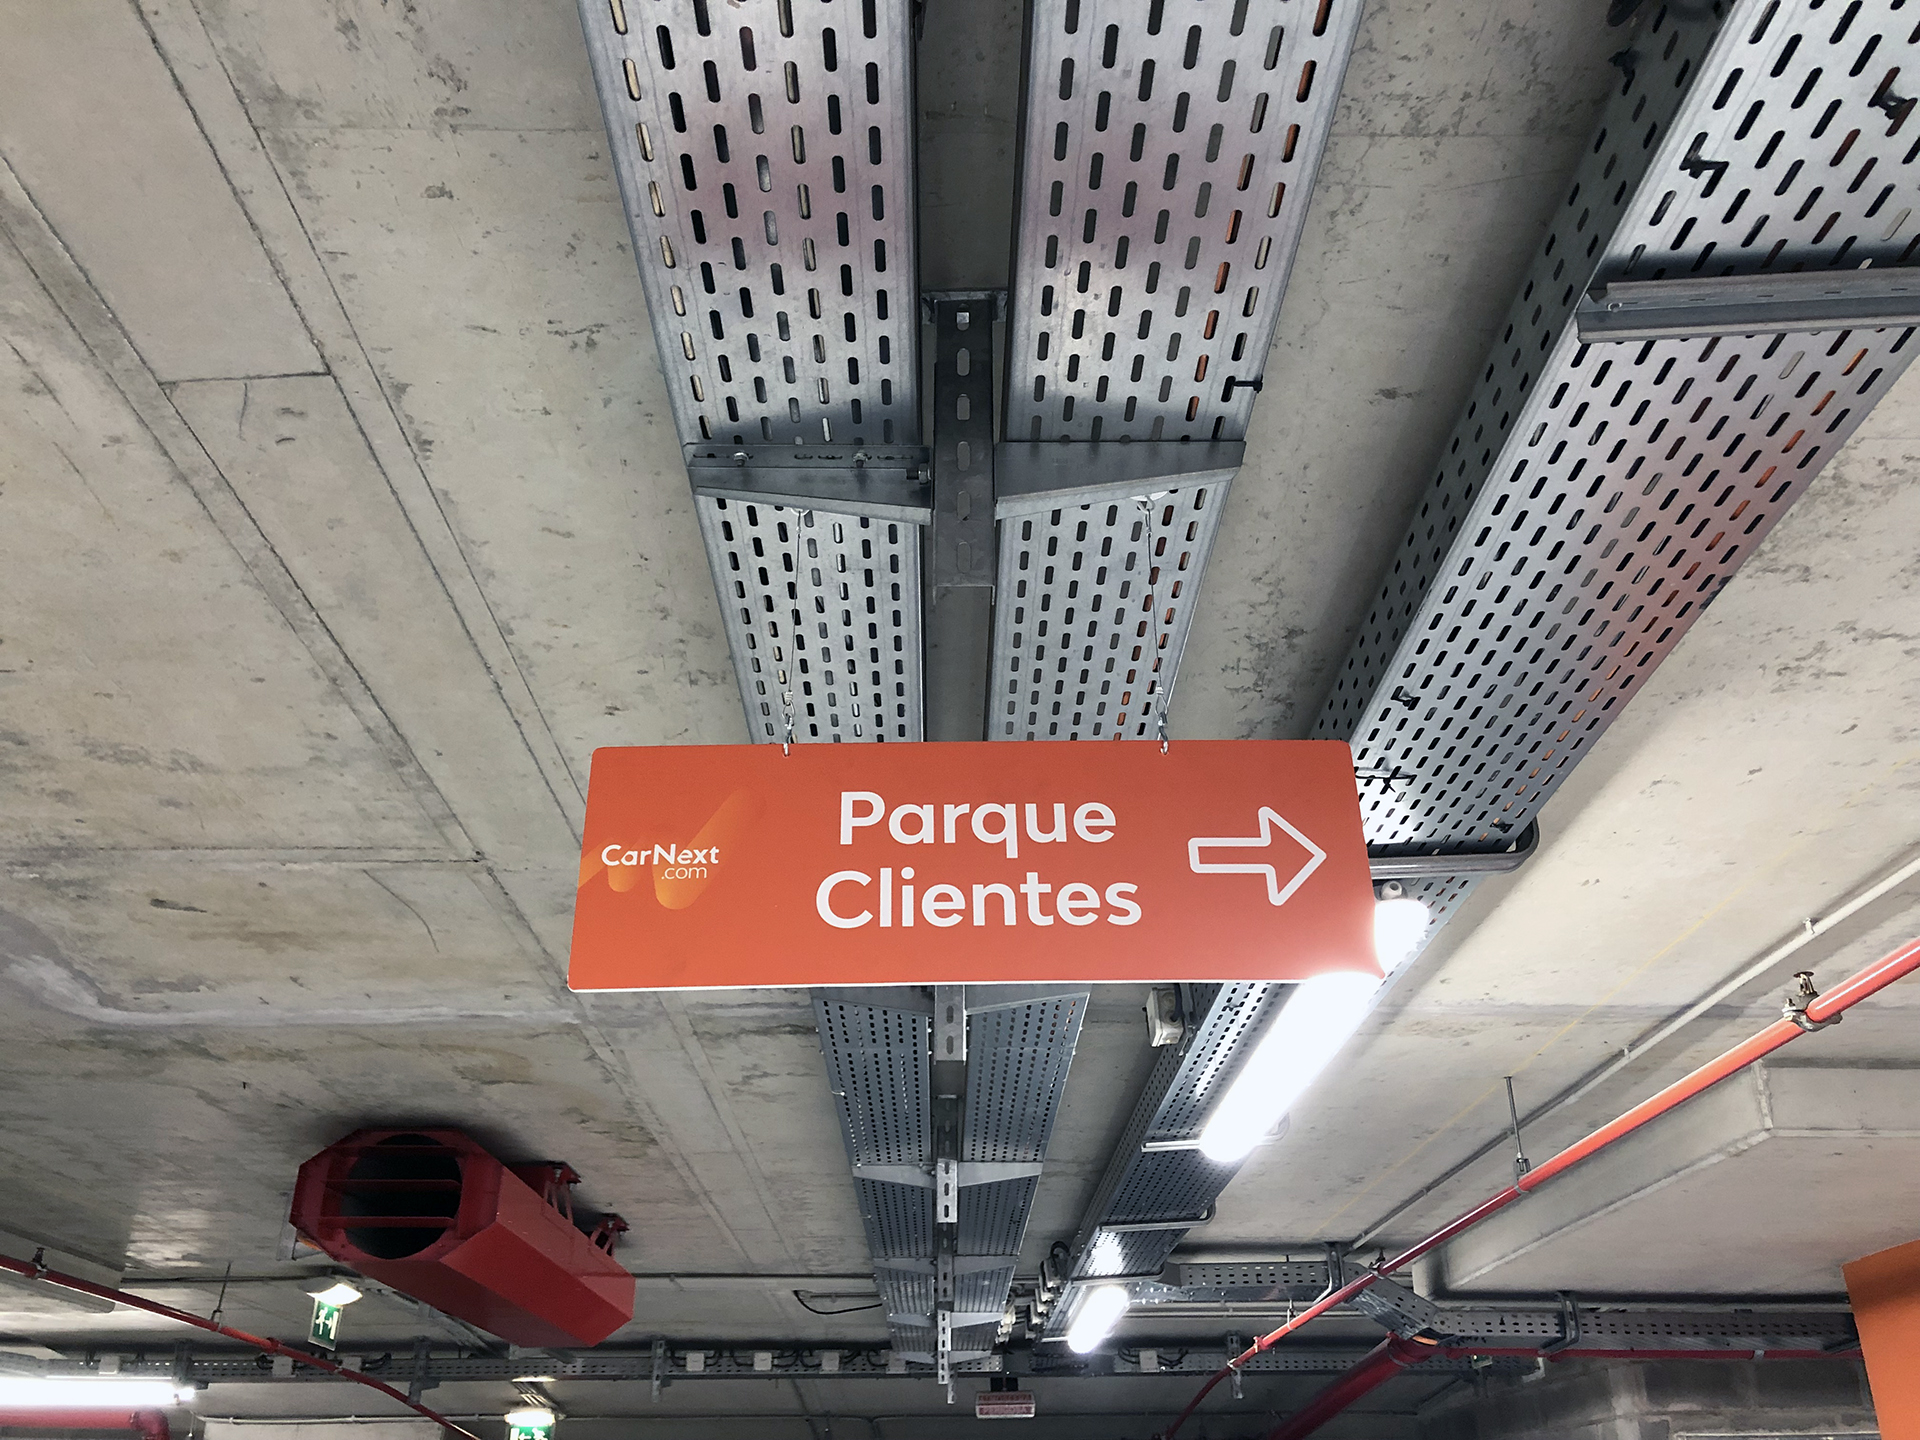 CarNext
.com
Parque
Clientes